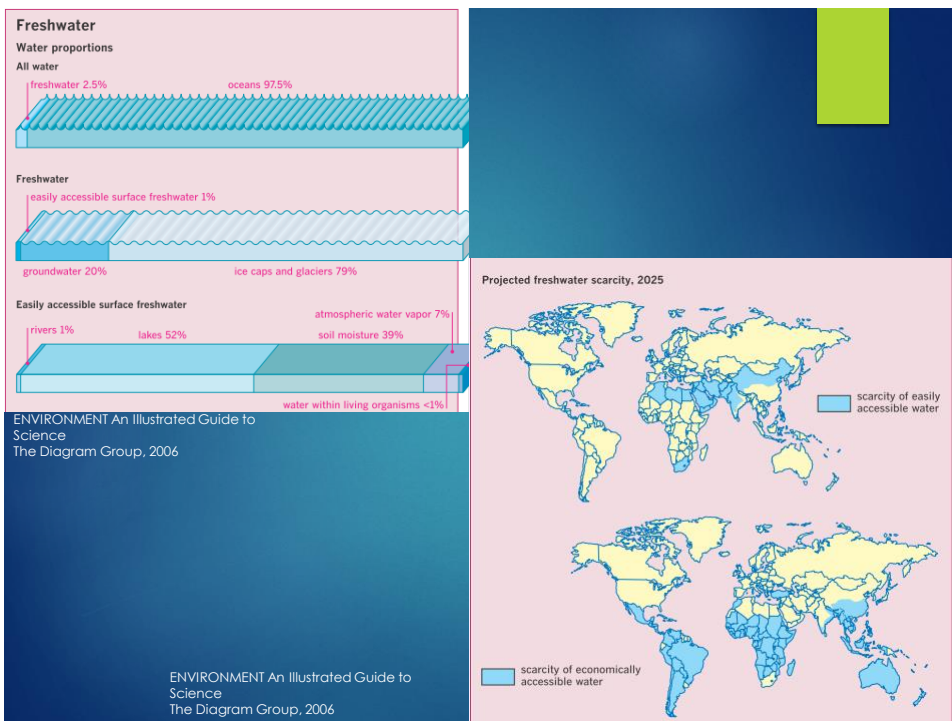 Freshwater
Water proportions
All water
freshwater 2.5%
oceans 97.5%
Freshwater
easily accessible surface freshwater 1%
groundwater 20%
ice caps and glaciers 79%
Easily accessible surface freshwater
atmospheric water vapor 7%
rivers 1%
lakes 52%
soil moisture 39%
water within living organisms <1%
ENVIRONMENT An Illustrated Guide to
Science
The Diagram Group, 2006
Projected freshwater scarcity, 2025
scarcity of easily
accessible water
scarcity of economically
accessible water
ENVIRONMENT An Illustrated Guide to
Science
The Diagram Group, 2006